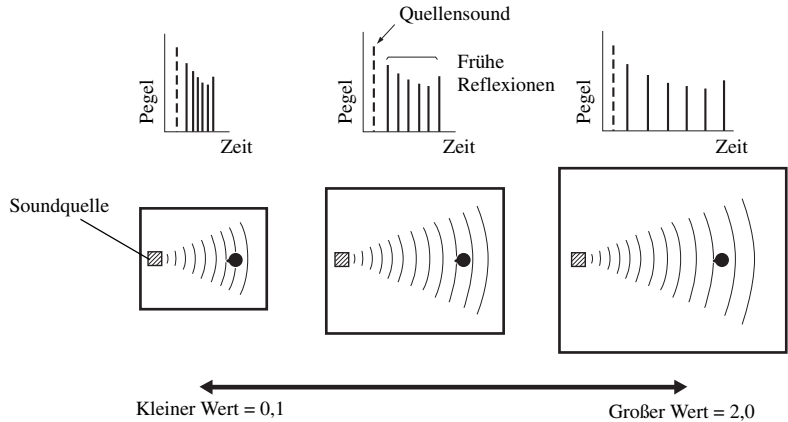 Quellensound
Pegel
Zeit
Pegel
Frühe
Reflexionen
Zeit
Pegel
Zeit
Soundquelle
Kleiner Wert = 0,1
Großer Wert = 2,0